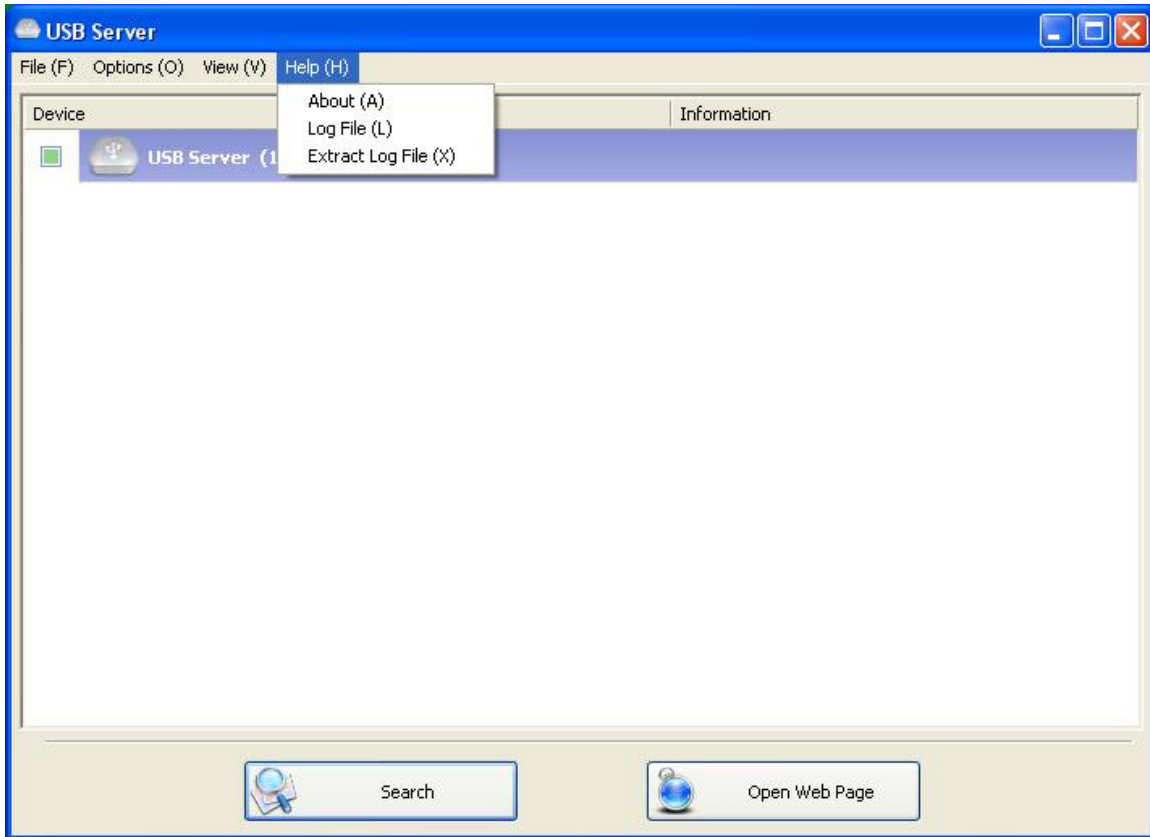 USB Server
File (F) Options (O) View (V) Help (H)
About (A)
Log File (L)
Extract Log File (X)
Device Information
USB Server (1
Search
Open Web Page